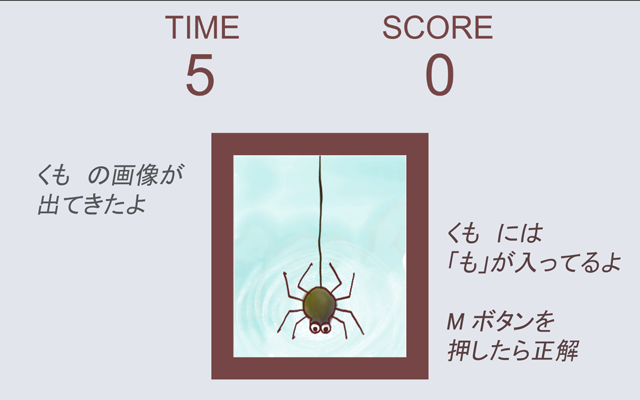 TIME
SCORE
5
0
くも の画像が
出てきたよ
くも には
「も」が入ってるよ
M ボタンを
押したら正解